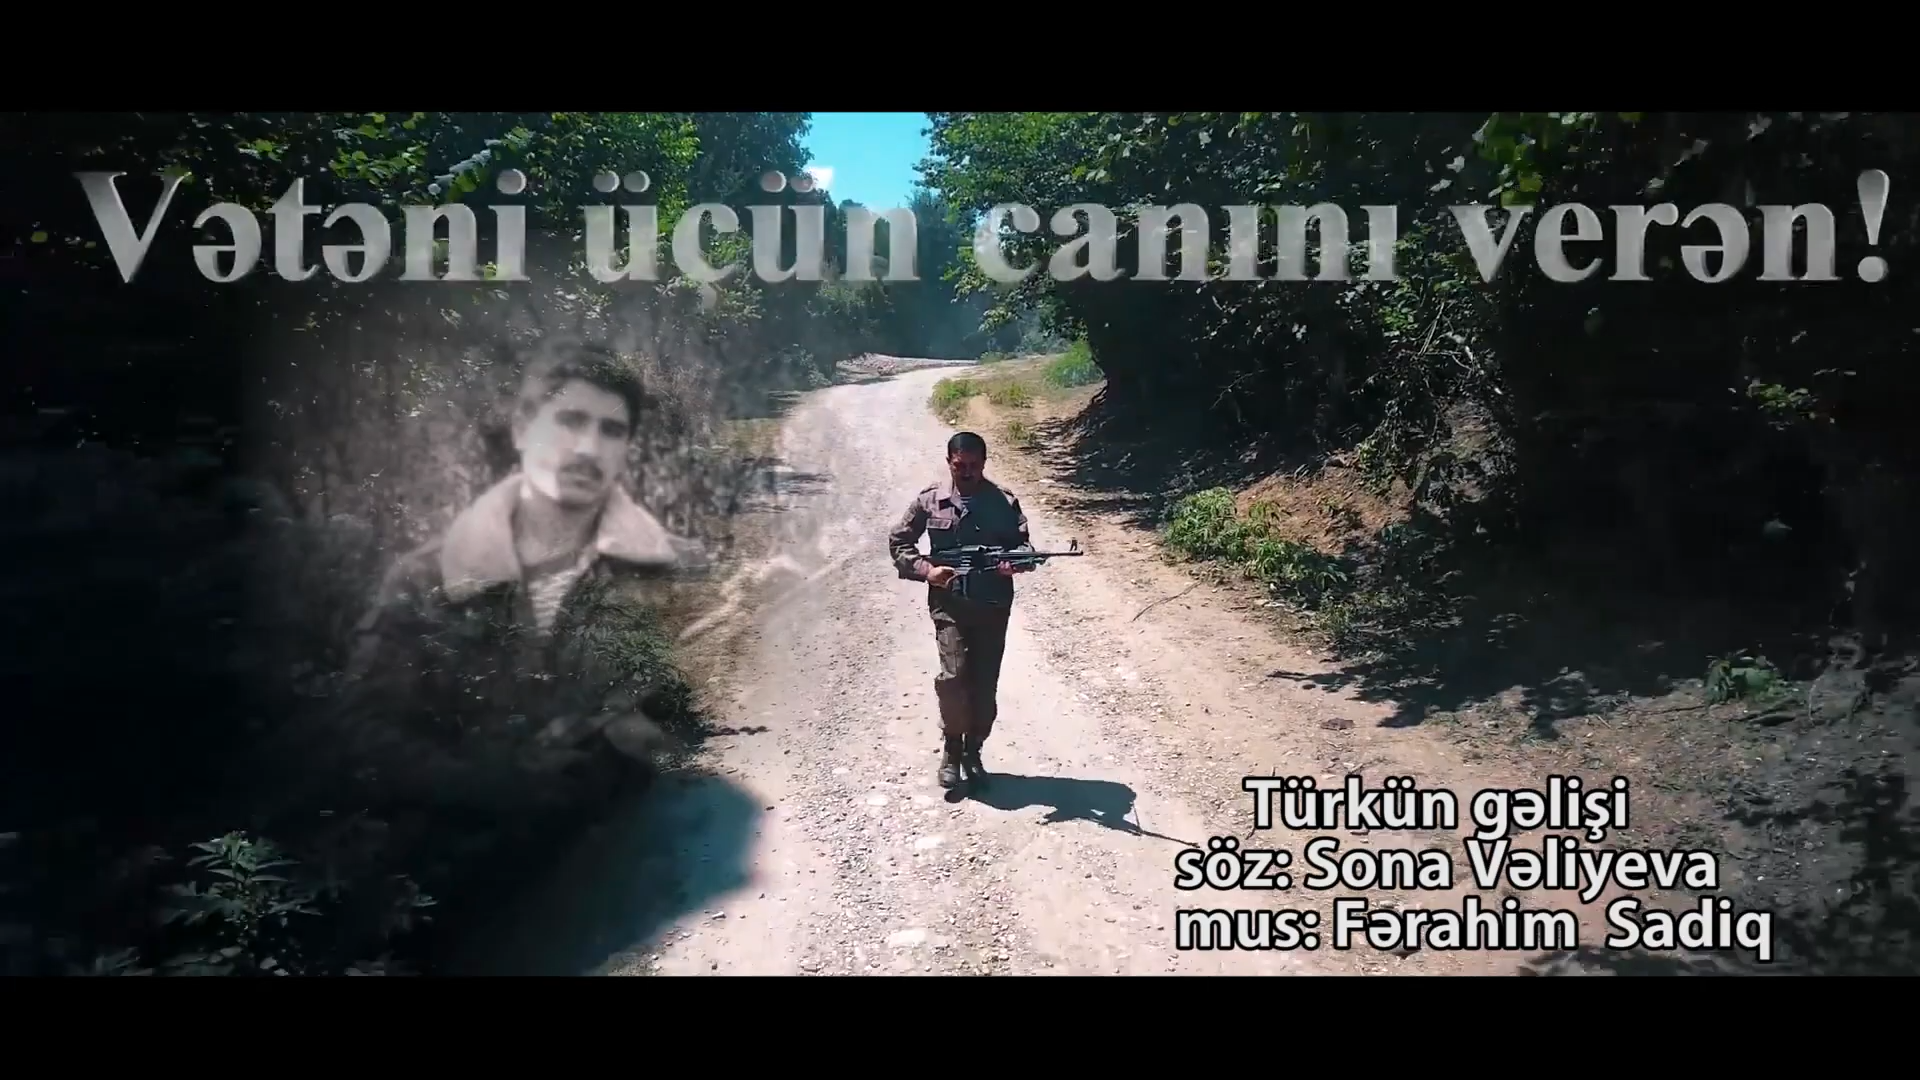 Vətəni üçün canını verən!
Türkün gəlişi
söz: Sona Vəliyeva
mus: Fərahim Sadiq